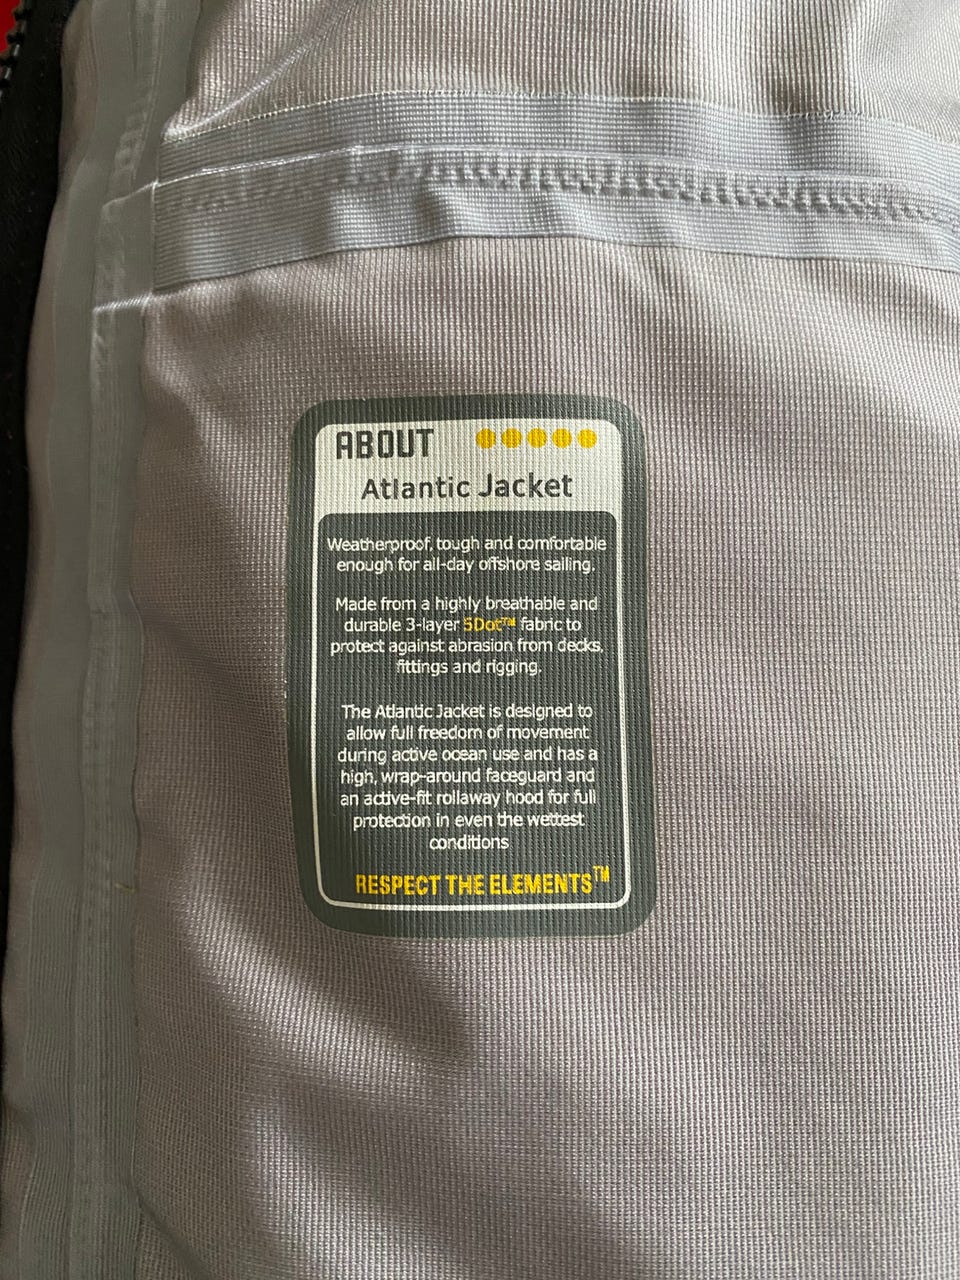 ABOUT
Atlantic Jacket
Weatherproof, tough and comfortable
enough for all-day offshore sailing.
Made from a highly breathable and
durable 3-layer 5Dot™ fabric to
protect against abrasion from decks,
fittings and rigging.
The Atlantic Jacket is designed to
allow full freedom of movement
during active ocean use and has a
high, wrap-around faceguard and
an active-fit rollaway hood for full
protection in even the wettest
conditions
RESPECT THE ELEMENTS™